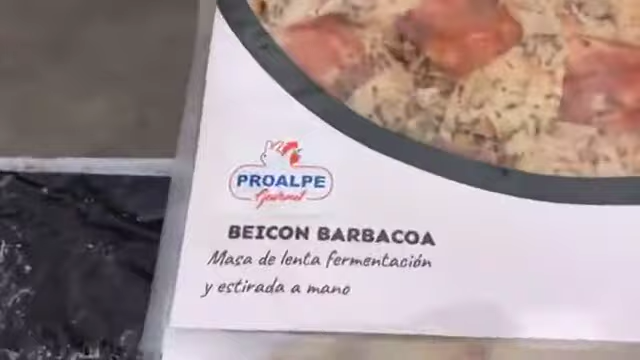 PROALPE
Gourmet
BEICON BARBACOA
Masa de lenta fermentación
y estirada a mano